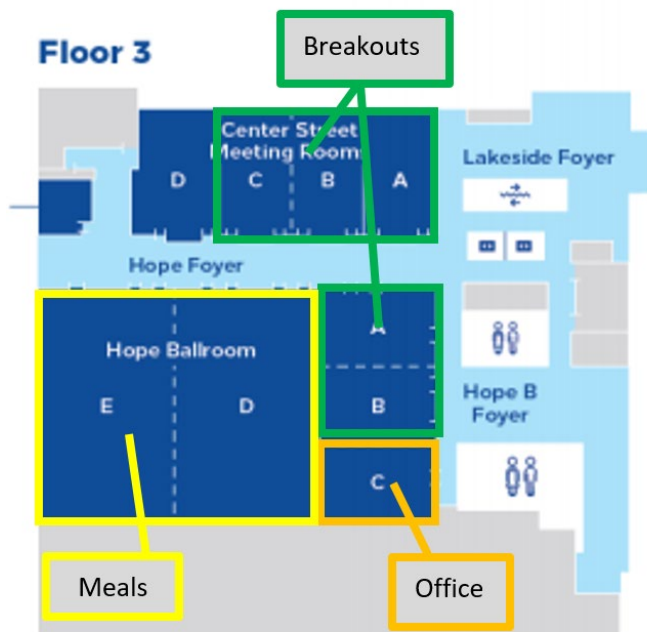 Floor 3
Breakouts
Center Street
Meeting Rooms
D
C
B
A
Lakeside Foyer
Hope Foyer
Hope Ballroom
E
D
A
B
C
Hope B
Foyer
Meals
Office